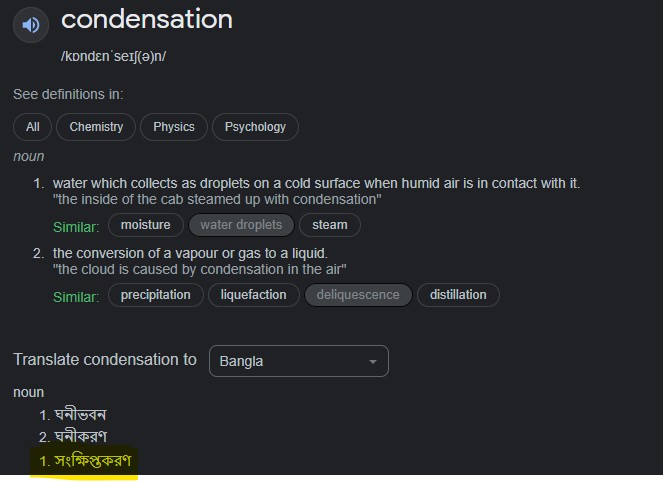 condensation
/kɒndɛnˈseɪʃ(ə)n/
See definitions in:
All Chemistry Physics Psychology
noun
1. water which collects as droplets on a cold surface when humid air is in contact with it.
"the inside of the cab steamed up with condensation"
Similar: moisture water droplets steam
2. the conversion of a vapour or gas to a liquid.
"the cloud is caused by condensation in the air"
Similar: precipitation liquefaction deliquescence distillation
Translate condensation to Bangla
noun
1. ঘনীভবন
2. ঘনীকরণ
1. সংক্ষিপ্তকরণ